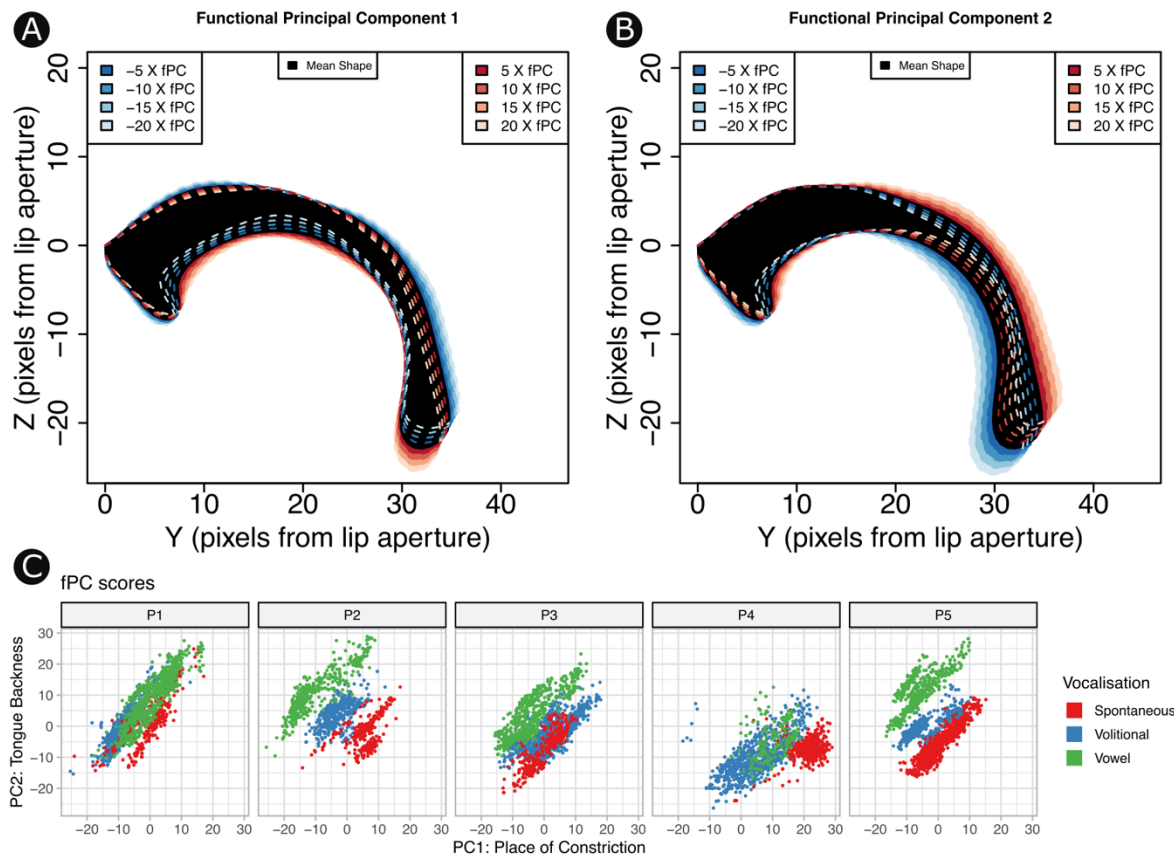 A
Functional Principal Component 1
−5 X fPC
−10 X fPC
−15 X fPC
−20 X fPC
Mean Shape
5 X fPC
10 X fPC
15 X fPC
20 X fPC
20
10
0
−10
−20
Z (pixels from lip aperture)
0 10 20 30 40
Y (pixels from lip aperture)
B
Functional Principal Component 2
−5 X fPC
−10 X fPC
−15 X fPC
−20 X fPC
Mean Shape
5 X fPC
10 X fPC
15 X fPC
20 X fPC
20
10
0
−10
−20
Z (pixels from lip aperture)
0 10 20 30 40
Y (pixels from lip aperture)
C
fPC scores
P1 P2 P3 P4 P5
30
20
10
0
−10
−20
PC2: Tongue Backness
−20 −10 0 10 20 30 −20 −10 0 10 20 30 −20 −10 0 10 20 30 −20 −10 0 10 20 30 −20 −10 0 10 20 30
PC1: Place of Constriction
Vocalisation
Spontaneous
Volitional
Vowel